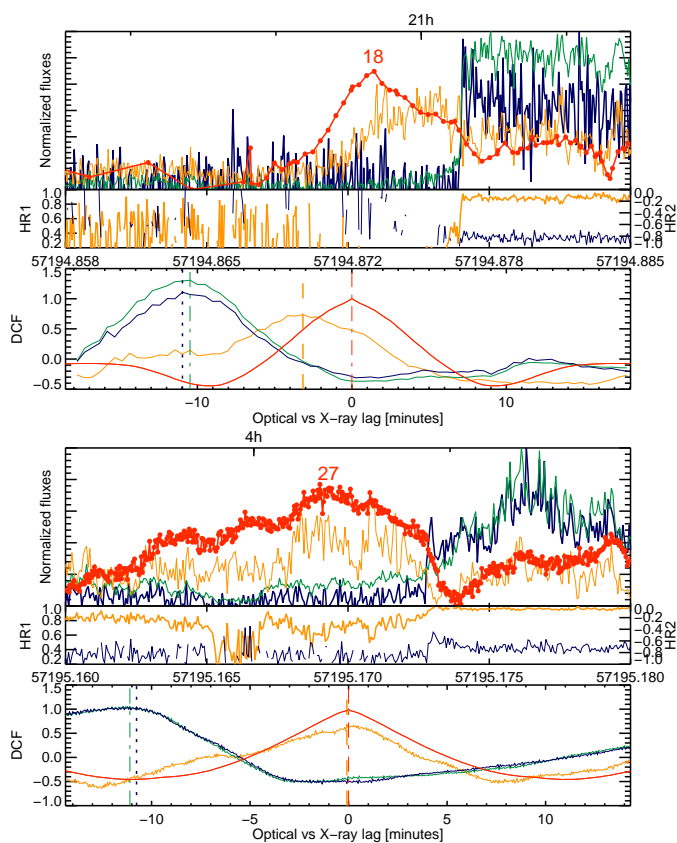 21h
18
Normalized fluxes
1.0
0.8
0.6
0.4
0.2
HR1
0.0
−0.2
−0.4
−0.6
−0.8
−1.0
HR2
57194.858 57194.865 57194.872 57194.878 57194.885
1.5
1.0
0.5
0.0
−0.5
DCF
−10 0 10
Optical vs X−ray lag [minutes]
4h
27
Normalized fluxes
1.0
0.8
0.6
0.4
0.2
HR1
0.0
−0.2
−0.4
−0.6
−0.8
−1.0
HR2
57195.160 57195.165 57195.170 57195.175 57195.180
1.5
1.0
0.5
0.0
−0.5
−1.0
DCF
−10 −5 0 5 10
Optical vs X−ray lag [minutes]